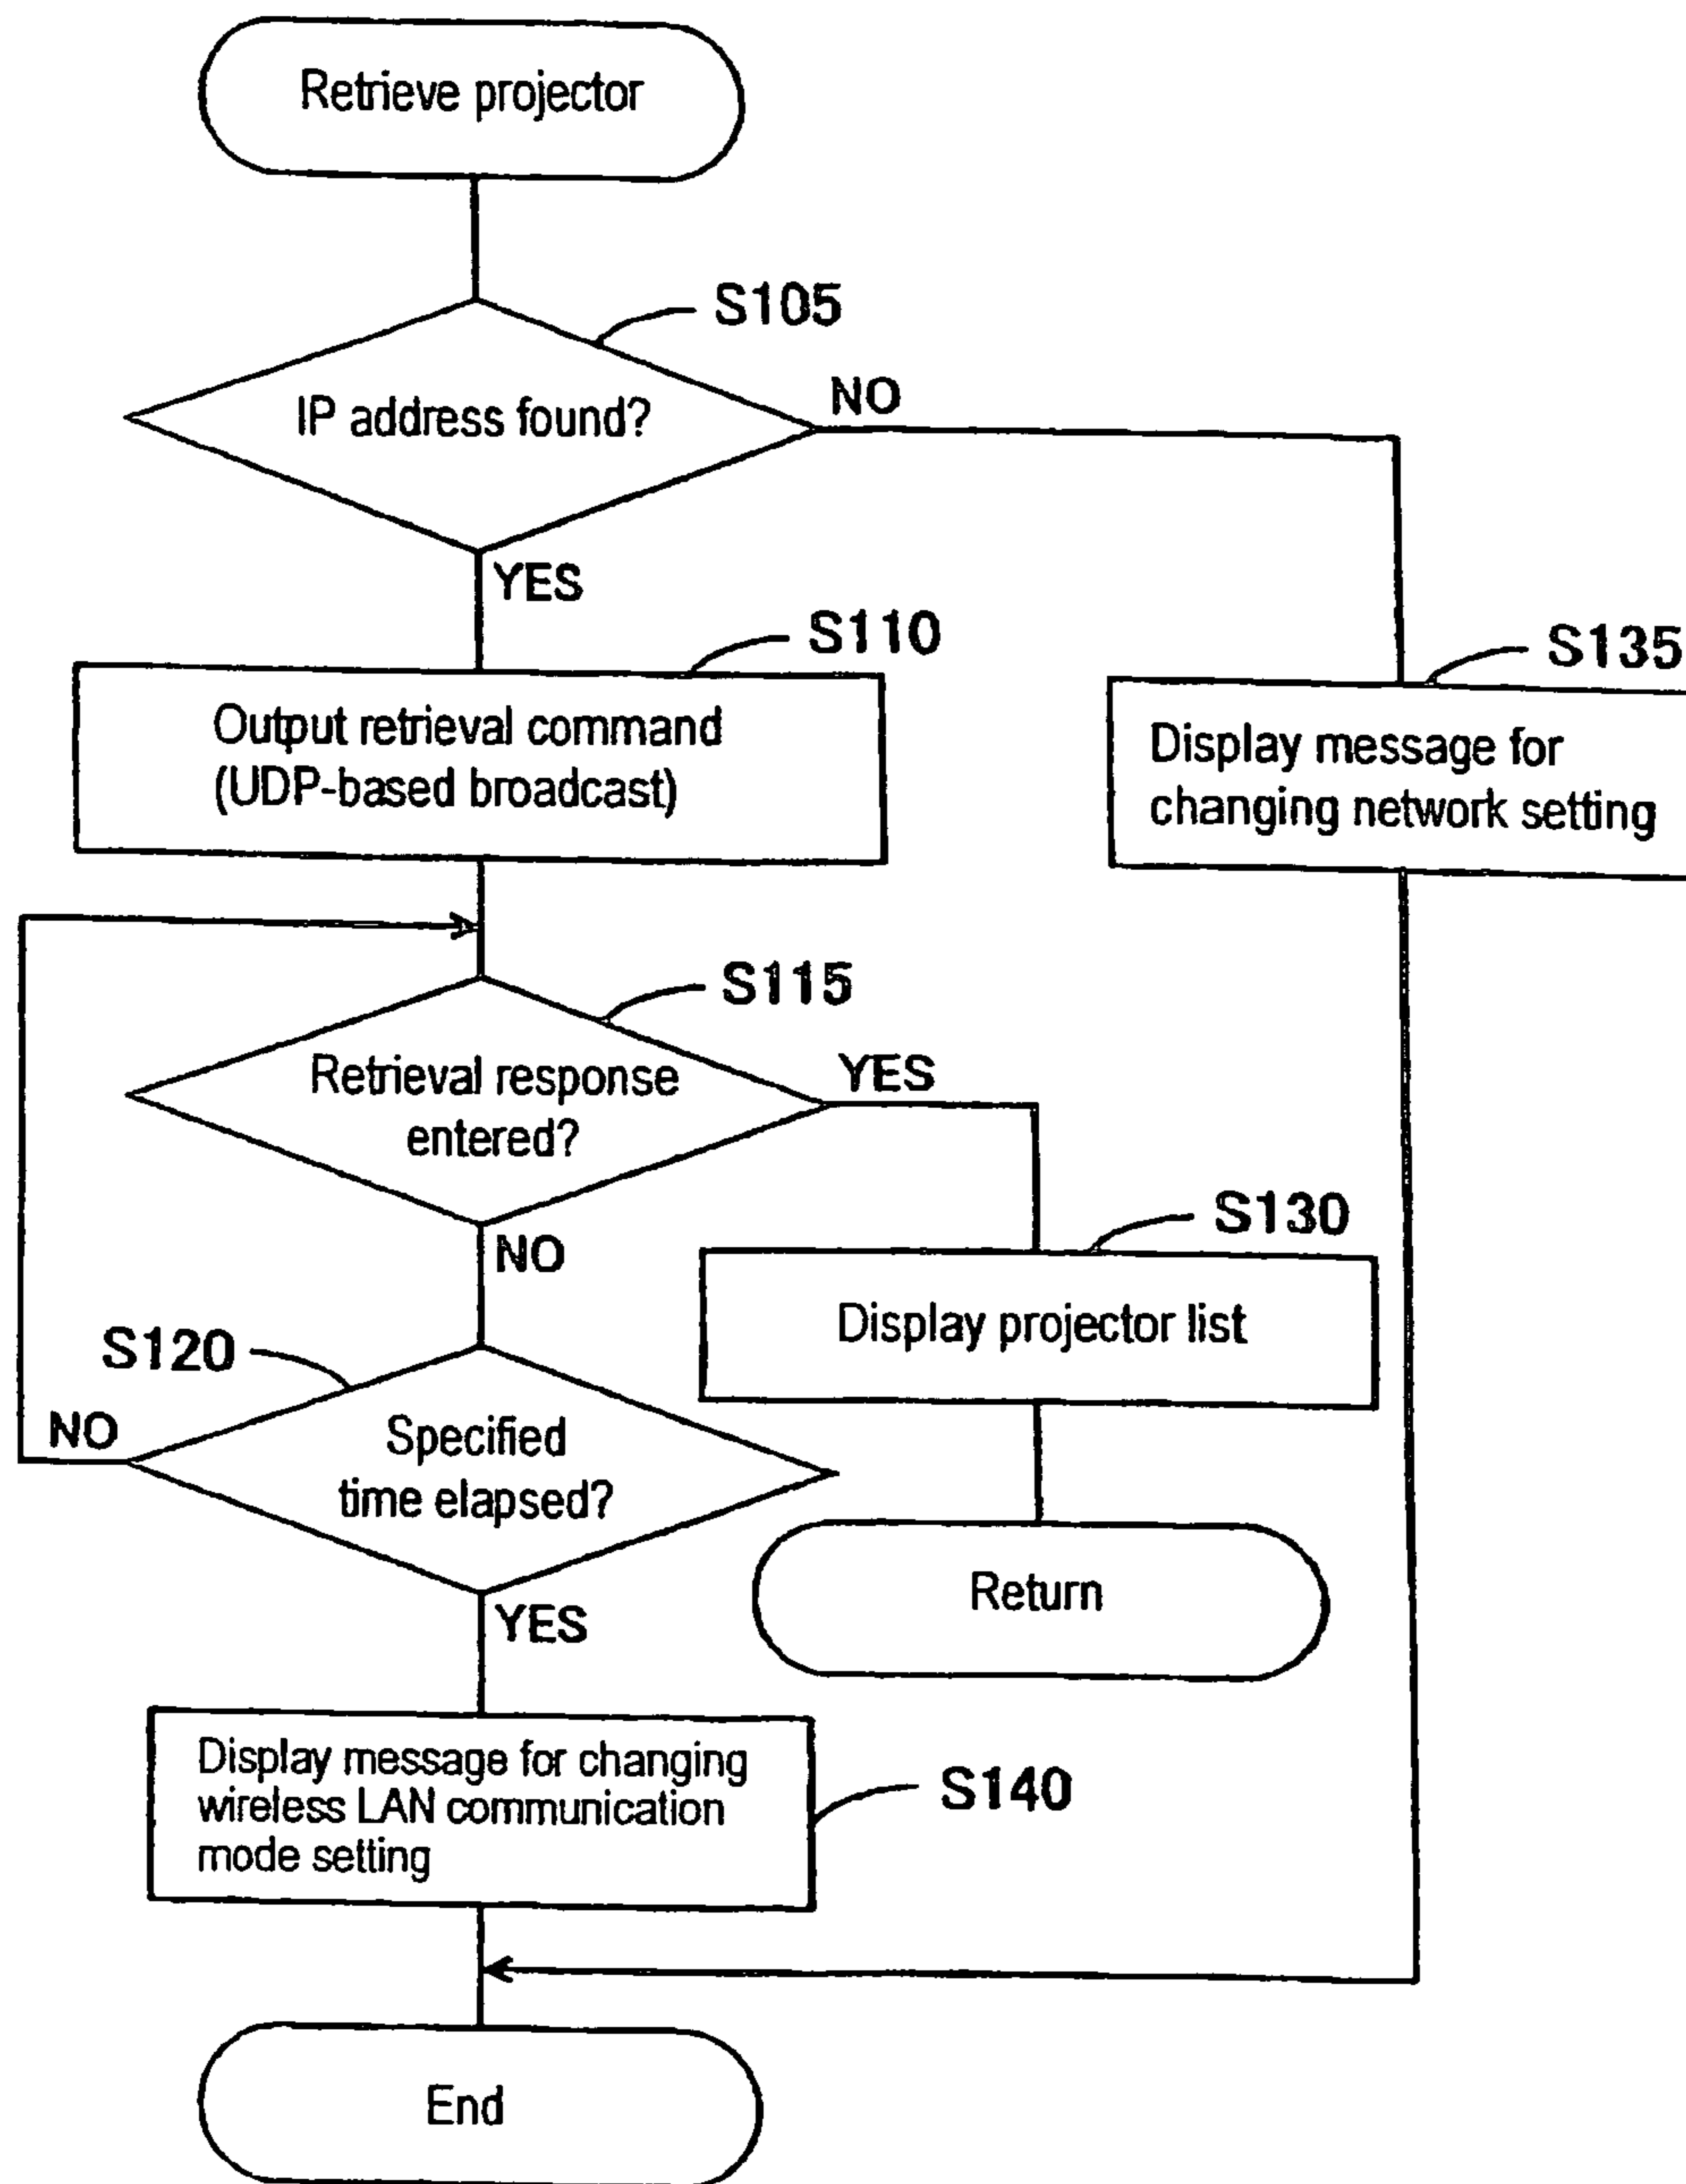 Retrieve projector
S105
IP address found?
NO
YES
S110
Output retrieval command
(UDP-based broadcast)
S135
Display message for
changing network setting
S115
Retrieval response
entered?
YES
NO
S130
Display projector list
S120
NO
Specified
time elapsed?
Return
YES
Display message for changing
wireless LAN communication
mode setting
S140
End